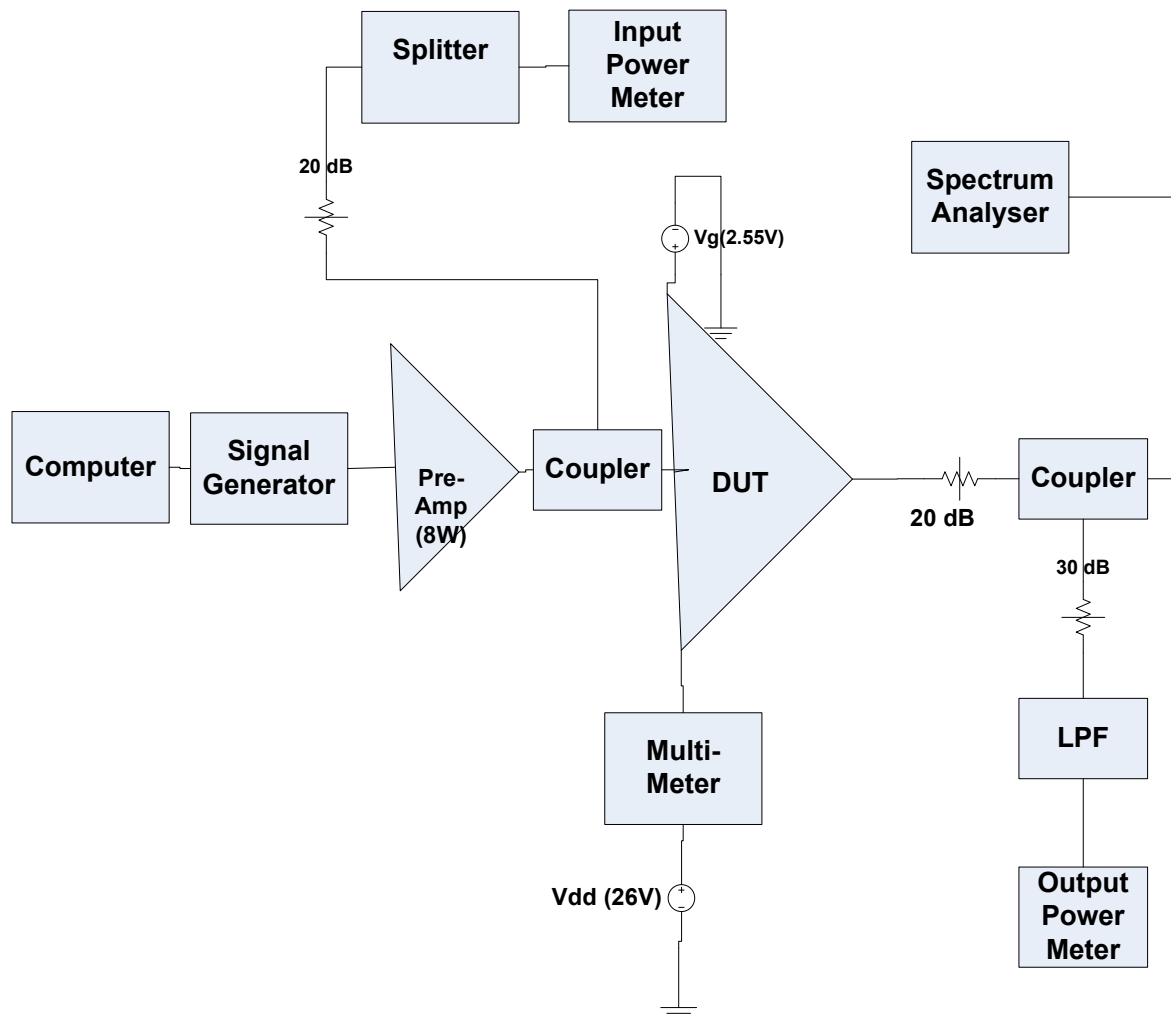 Splitter
Input
Power
Meter
20 dB
Spectrum
Analyser
Vg(2.55V)
Computer
Signal
Generator
Pre-
Amp
(8W)
Coupler
DUT
20 dB
Coupler
30 dB
Multi-
Meter
LPF
Vdd (26V)
Output
Power
Meter